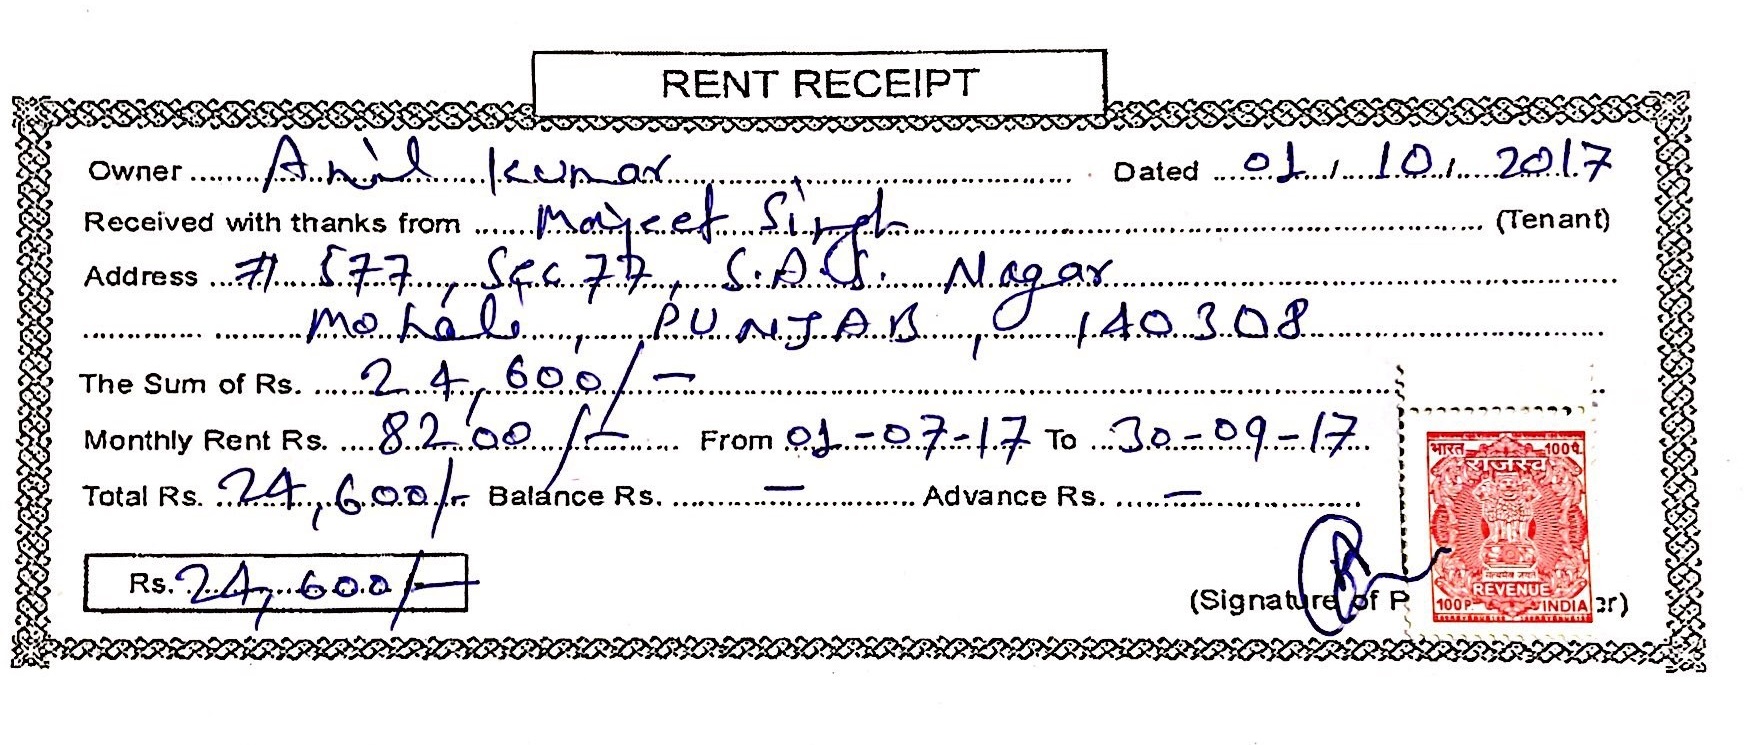 RENT RECEIPT
Owner Anil Kumar Dated 01/10/2017
Received with thanks from Manjeet Singh (Tenant)
Address # 577, Sec 77, S.A.S. Nagar
Mohali, PUNJAB, 140308
The Sum of Rs. 24,600/-
Monthly Rent Rs. 8200/- From 01-07-17 To 30-09-17
Total Rs. 24,600/- Balance Rs. - Advance Rs. -
भारत 100P.
राजस्व
सत्यमेव जयते
REVENUE
100P. INDIA
Rs. 24,600/-
(Signature of P er)